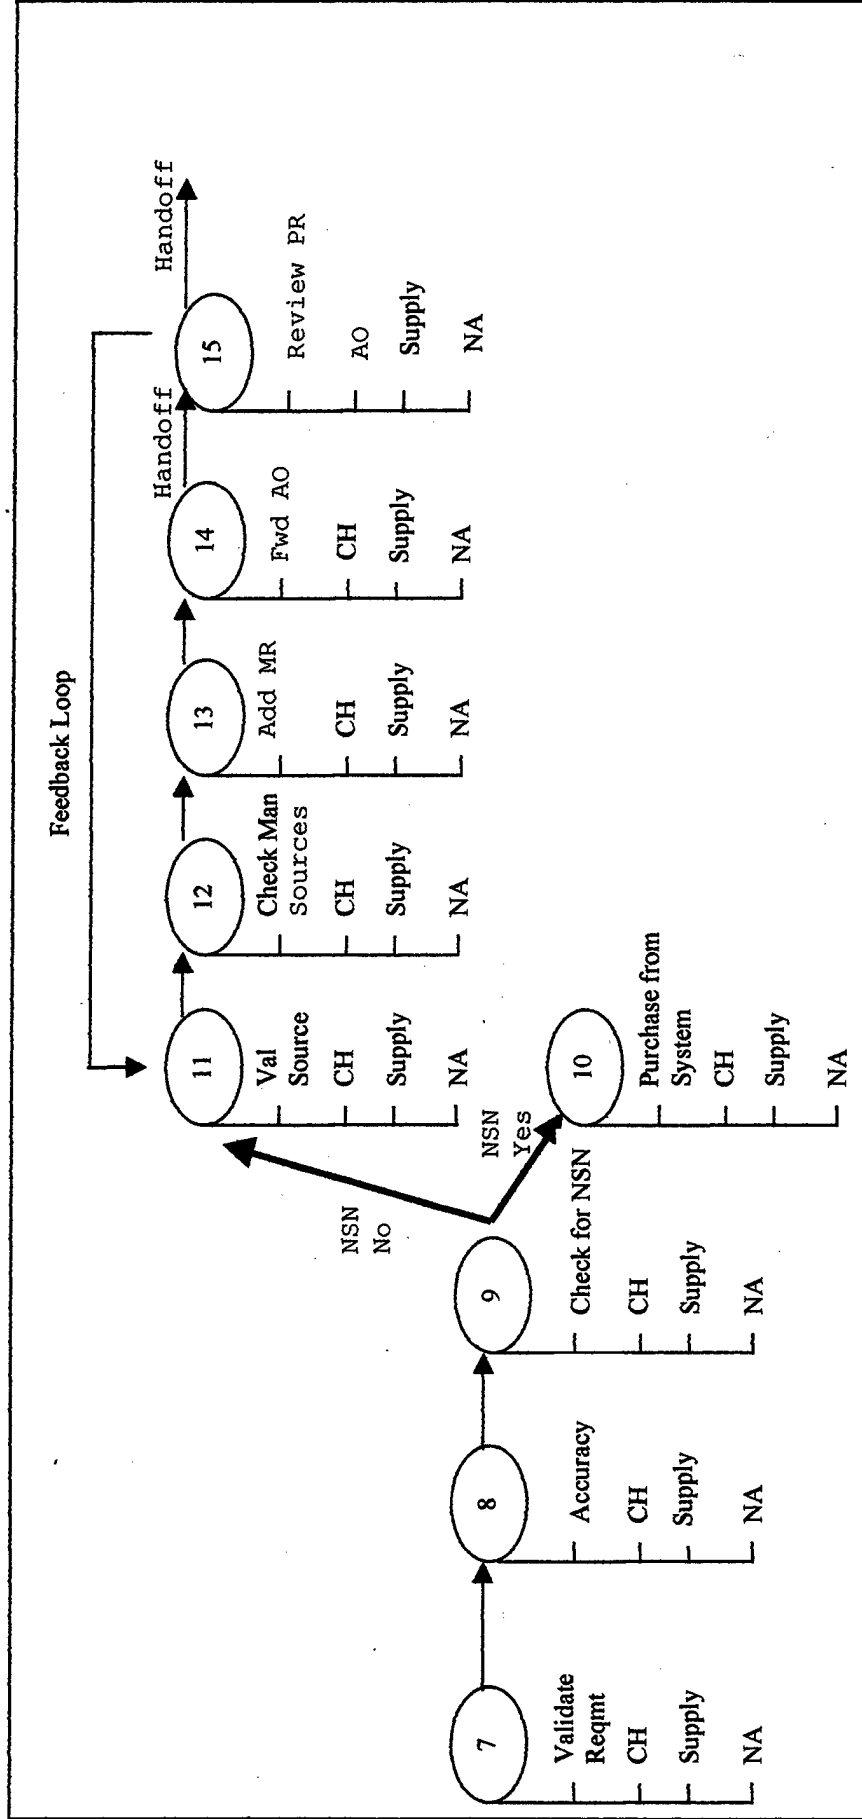 Feedback Loop
Handoff
Handoff
11
Val
Source
CH
Supply
NA
12
Check Man
Sources
CH
Supply
NA
13
Add MR
CH
Supply
NA
14
Fwd AO
CH
Supply
NA
15
Review PR
AO
Supply
NA
NSN
No
NSN
Yes
7
Validate
Reqmt
CH
Supply
NA
8
Accuracy
CH
Supply
NA
9
Check for NSN
CH
Supply
NA
10
Purchase from
System
CH
Supply
NA